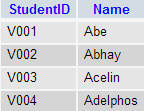 StudentID Name
V001 Abe
V002 Abhay
V003 Acelin
V004 Adelphos